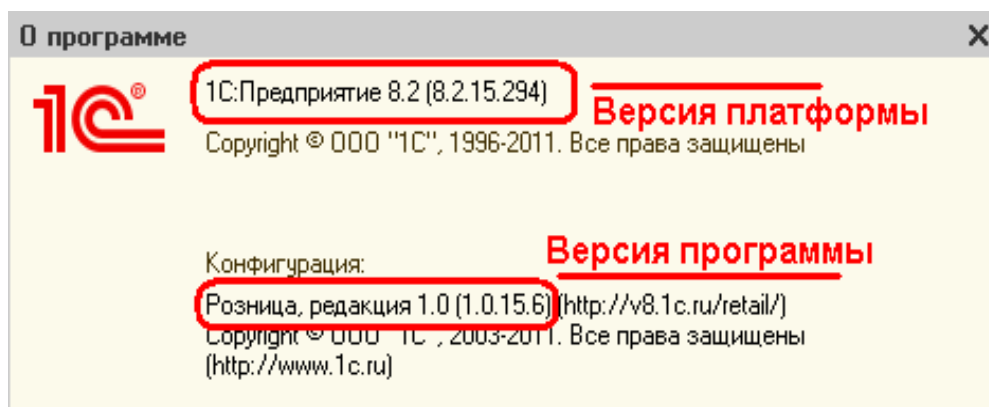 О программе
1С®
1С:Предприятие 8.2 (8.2.15.294)
Версия платформы
Copyright © ООО "1С", 1996-2011. Все права защищены
Версия программы
Конфигурация:
Розница, редакция 1.0 (1.0.15.6) (http://v8.1c.ru/retail/)
Copyright © ООО "1С", 2003-2011. Все права защищены
(http://www.1c.ru)